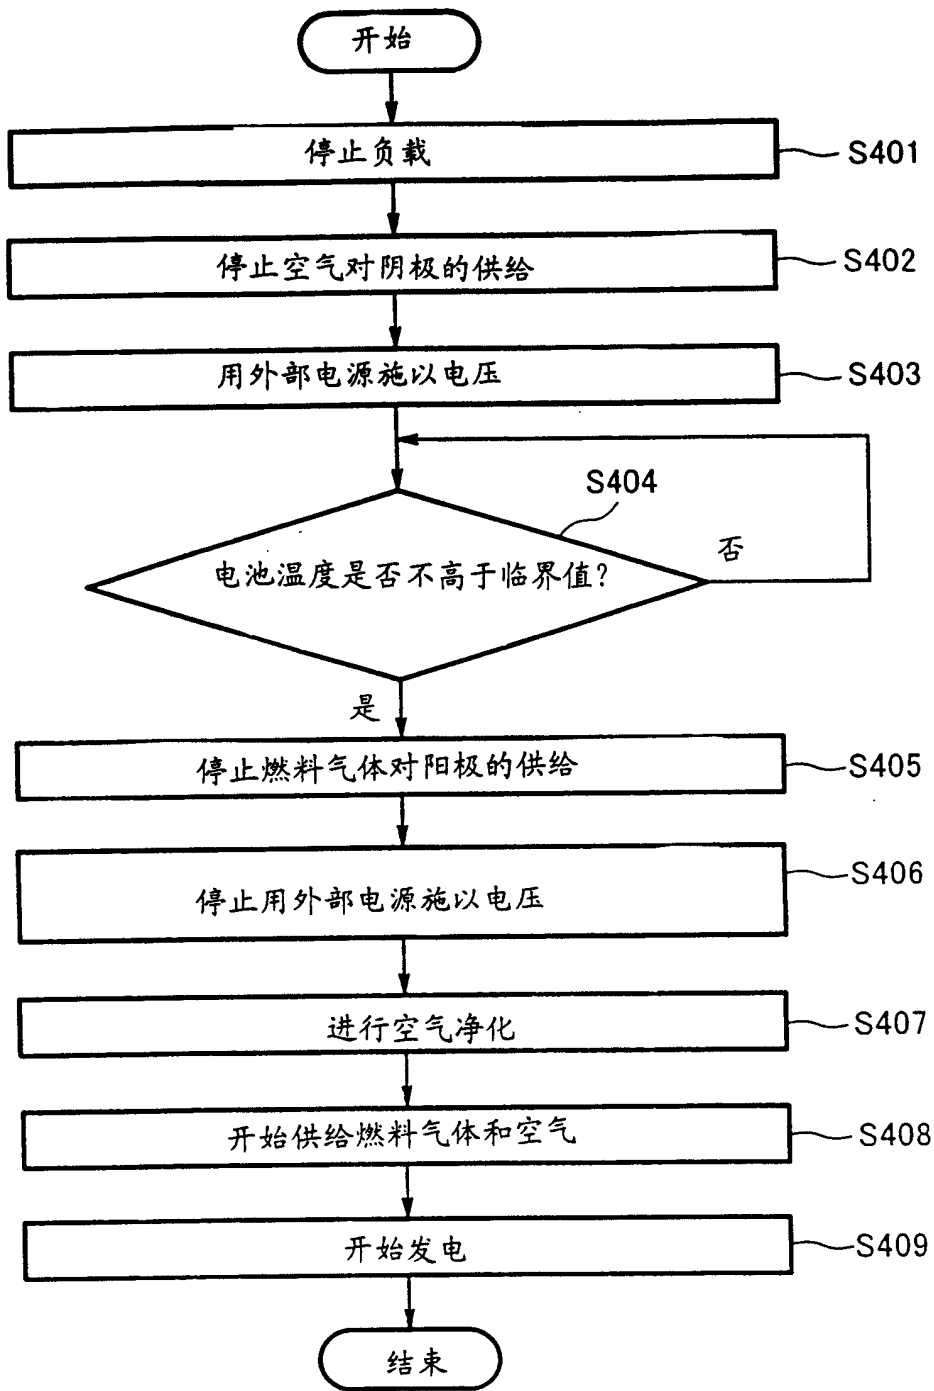 开始
停止负载
S401
停止空气对阴极的供给
S402
用外部电源施以电压
S403
S404
电池温度是否不高于临界值?
否
是
停止燃料气体对阳极的供给
S405
停止用外部电源施以电压
S406
进行空气净化
S407
开始供给燃料气体和空气
S408
开始发电
S409
结束